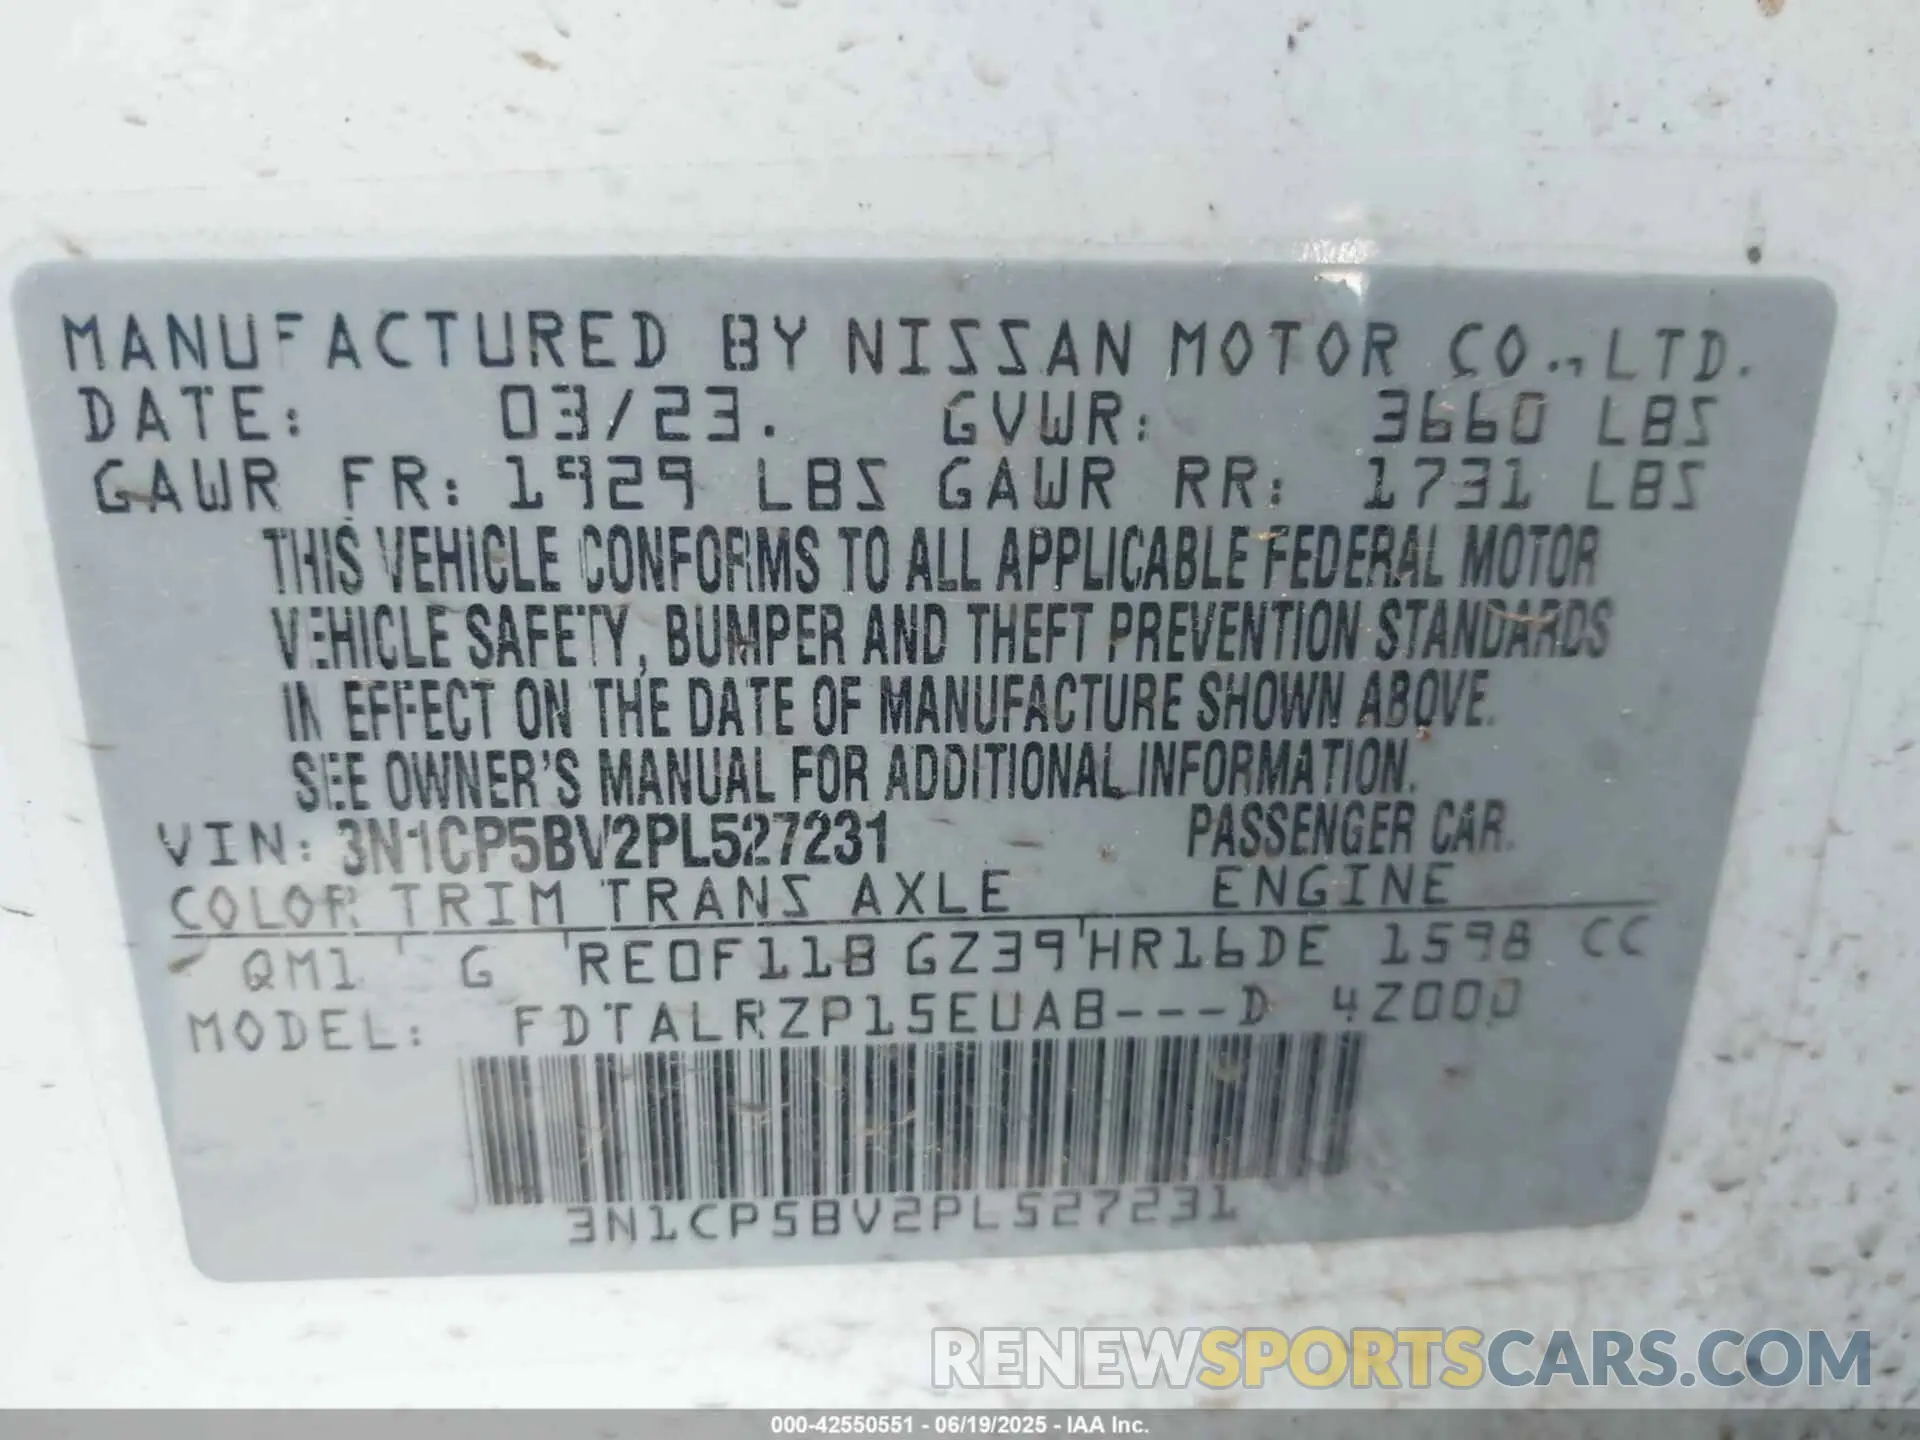 MANUFACTURED BY NISSAN MOTOR CO., LTD.
DATE: 03/23. GVWR: 3660 LBS
GAWR FR: 1929 LBS GAWR RR: 1731 LBS
THIS VEHICLE CONFORMS TO ALL APPLICABLE FEDERAL MOTOR
VEHICLE SAFETY, BUMPER AND THEFT PREVENTION STANDARDS
IN EFFECT ON THE DATE OF MANUFACTURE SHOWN ABOVE.
SEE OWNER'S MANUAL FOR ADDITIONAL INFORMATION.
VIN: 3N1CP5BV2PL527231 PASSENGER CAR.
COLOR TRIM TRANS AXLE ENGINE
QM1 G RE0F11B GZ39 HR16DE 1598 CC
MODEL: FDTALRZP15EUAB---D 4Z000
3N1CP5BV2PL527231
RENEWSPORTSCARS.COM
000-42550551 - 06/19/2025 - IAA Inc.